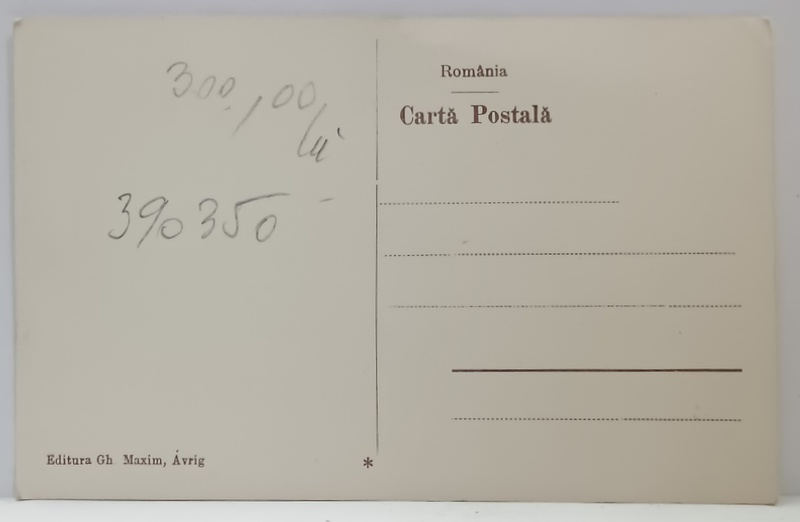 300,00
lei
390350
Editura Gh Maxim, Ávrig
*
România
Cartă Postală